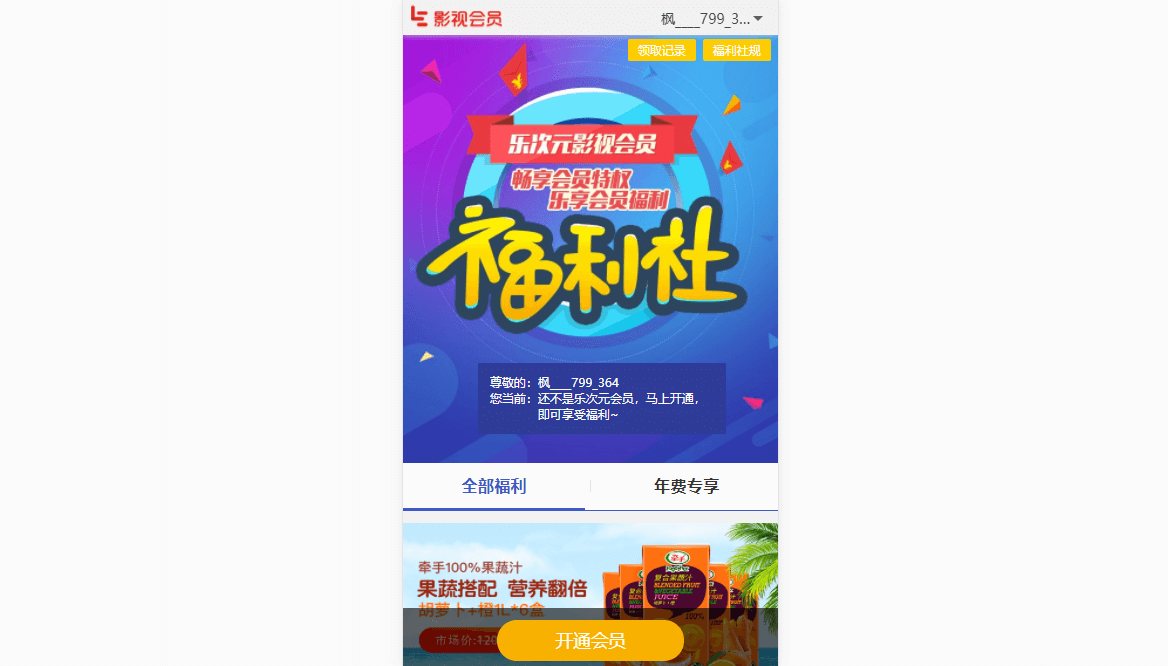 影视会员
枫____799_3...
领取记录
福利社规
乐次元影视会员
畅享会员特权
乐享会员福利
福利社
尊敬的：枫____799_364
您当前：还不是乐次元会员，马上开通，
即可享受福利~
全部福利
年费专享
牵手100%果蔬汁
果蔬搭配 营养翻倍
胡萝卜+橙1L*6盒
市场价:120
开通会员
牵手
复合果蔬汁
BLENDED FRUIT
&VEGETABLE
JUICE
100%